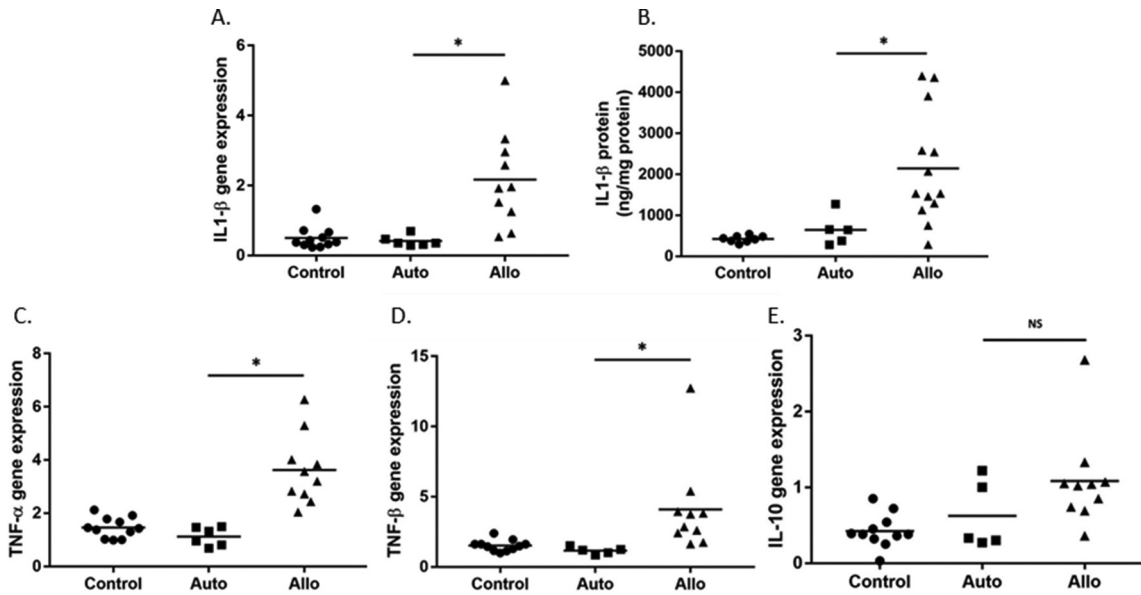 A.
IL1-β gene expression
6
4
2
0
*
Control Auto Allo
B.
IL1-β protein
(ng/mg protein)
5000
4000
3000
2000
1000
0
*
Control Auto Allo
C.
TNF-α gene expression
8
6
4
2
0
*
Control Auto Allo
D.
TNF-β gene expression
15
10
5
0
*
Control Auto Allo
E.
IL-10 gene expression
3
2
1
0
NS
Control Auto Allo